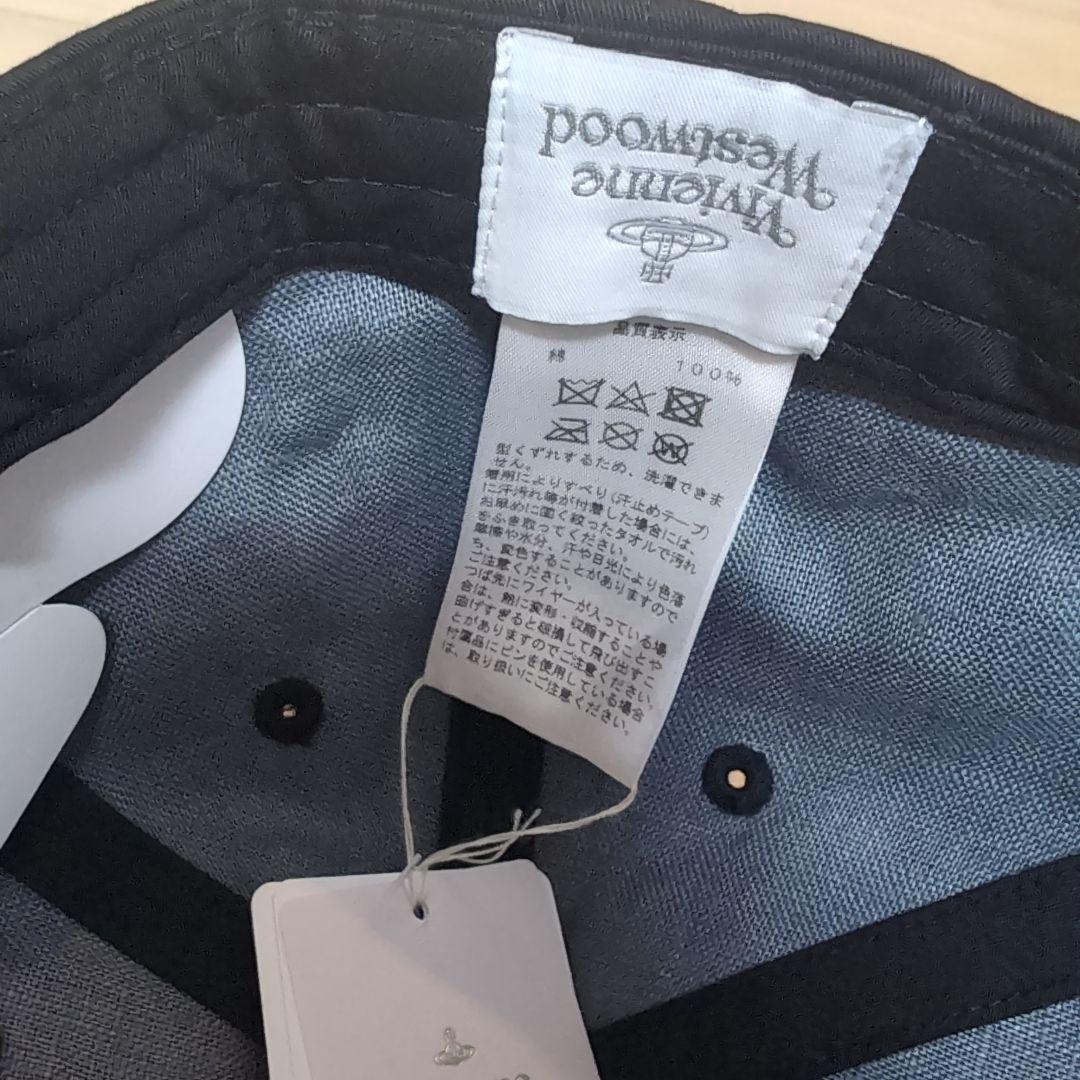 Vivienne
Westwood
品質表示
綿 100%
型くずれするため、洗濯できま
せん。
着用によりすべり(汗止めテープ)
に汗汚れ等が付着した場合には、
お早めに固く絞ったタオルで汚れ
をふき取ってください。
摩擦や水分、汗や日光により色落
ち、変色することがありますので
ご注意ください。
つば先にワイヤーが入っている場
合は、熱に変形・収縮することや
曲げすぎると破損して飛び出すこ
とがありますのでご注意ください。
付属品にピンを使用している場合
は、取り扱いにご注意ください。